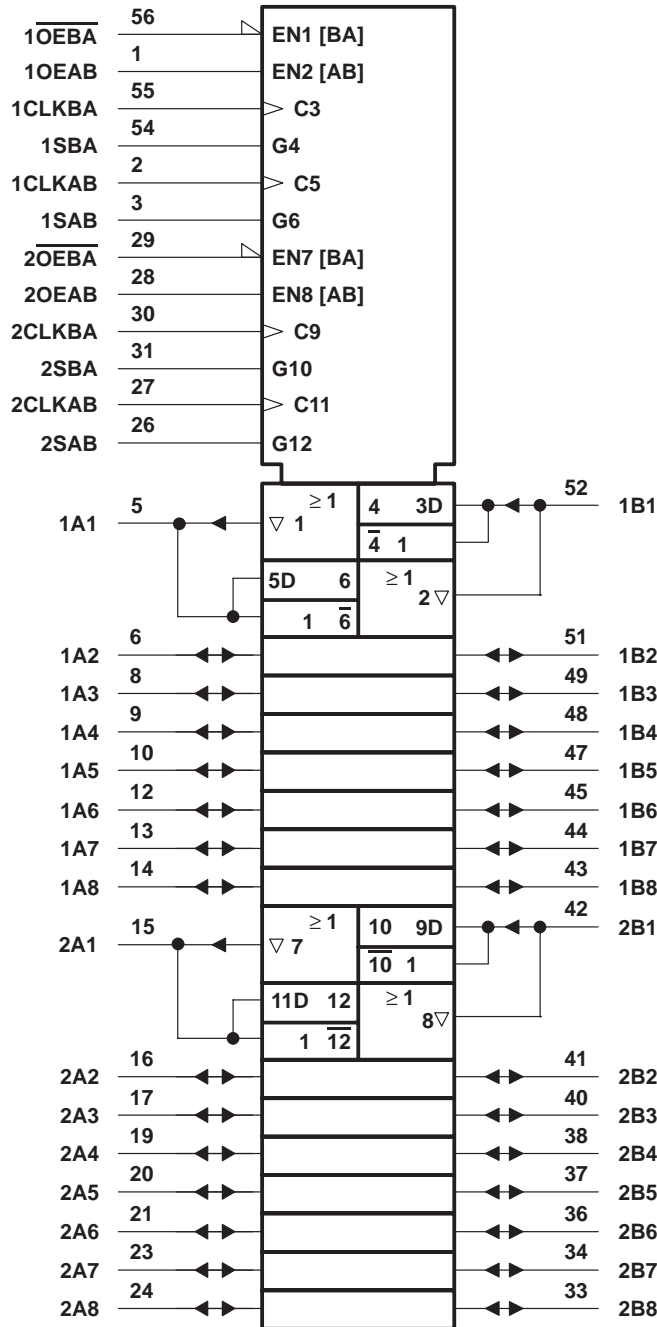 56
1O̅E̅B̅A̅ EN1 [BA]
1
1OEAB EN2 [AB]
55
1CLKBA C3
54
1SBA G4
2
1CLKAB C5
3
1SAB G6
29
2O̅E̅B̅A̅ EN7 [BA]
28
2OEAB EN8 [AB]
30
2CLKBA C9
31
2SBA G10
27
2CLKAB C11
26
2SAB G12
5 ≥1 4 3D 52
1A1 ▽ 1 1B1
4̅ 1
5D 6 ≥1
2▽
1 6̅
6 51
1A2 1B2
8 49
1A3 1B3
9 48
1A4 1B4
10 47
1A5 1B5
12 45
1A6 1B6
13 44
1A7 1B7
14 43
1A8 1B8
15 ≥1 10 9D 42
2A1 ▽ 7 2B1
1̅0̅ 1
11D 12 ≥1
8▽
1 1̅2̅
16 41
2A2 2B2
17 40
2A3 2B3
19 38
2A4 2B4
20 37
2A5 2B5
21 36
2A6 2B6
23 34
2A7 2B7
24 33
2A8 2B8